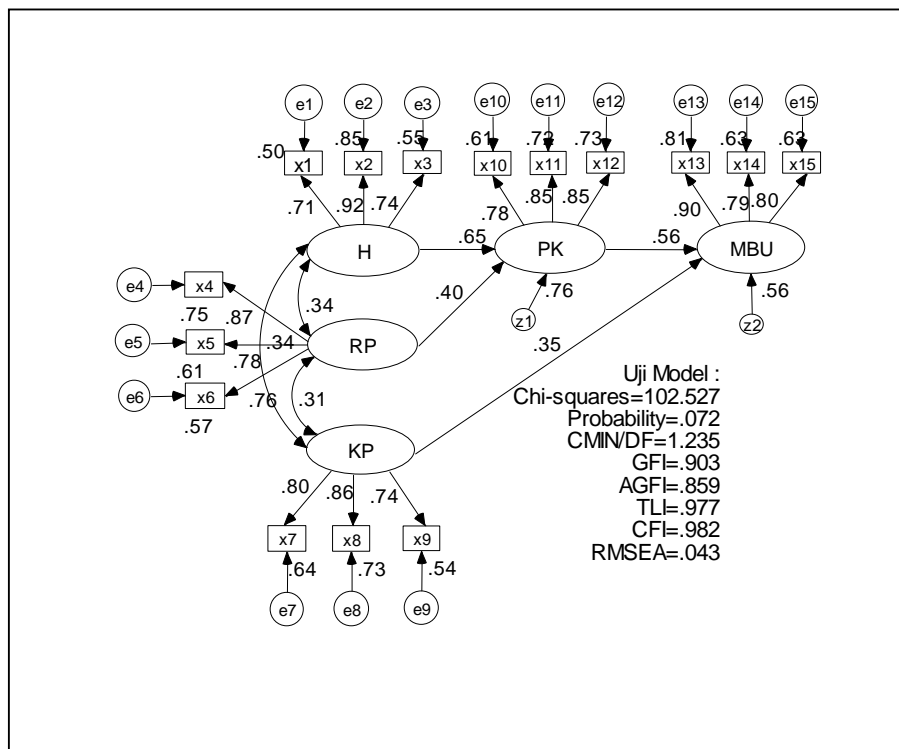 e1 e2 e3 e10 e11 e12 e13 e14 e15
.50 .85 .55 .61 .72 .73 .81 .63 .63
x1 x2 x3 x10 x11 x12 x13 x14 x15
.71 .92 .74 .78 .85 .85 .90 .79 .80
H .65 PK .56 MBU
e4 x4 .34 .40 .76 .56
.75 .87 z1 z2
e5 x5 .34 RP .35
.61 .78
e6 x6 .76 .31
.57
KP
.80 .86 .74
x7 x8 x9
.64 .73 .54
e7 e8 e9
Uji Model :
Chi-squares=102.527
Probability=.072
CMIN/DF=1.235
GFI=.903
AGFI=.859
TLI=.977
CFI=.982
RMSEA=.043